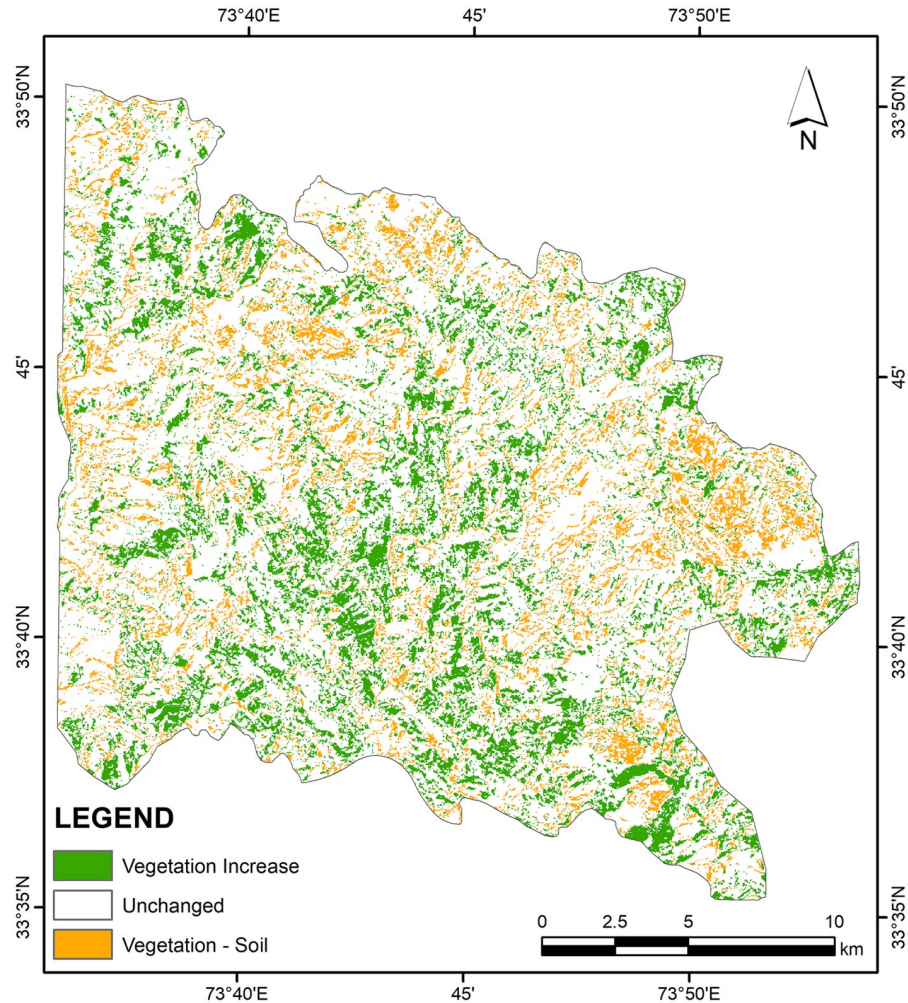 73°40'E 45' 73°50'E
33°50'N 33°50'N
N
45' 45'
33°40'N 33°40'N
LEGEND
Vegetation Increase
Unchanged
Vegetation - Soil
33°35'N 33°35'N
0 2.5 5 10
km
73°40'E 45' 73°50'E